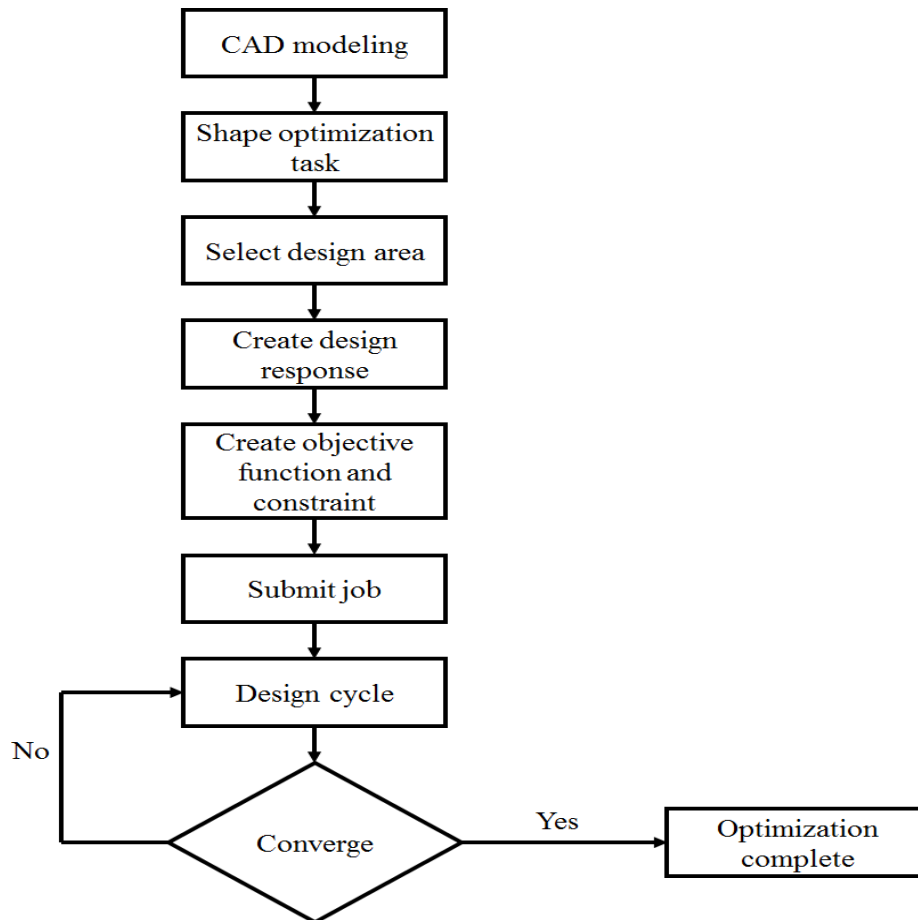 CAD modeling
Shape optimization
task
Select design area
Create design
response
Create objective
function and
constraint
Submit job
Design cycle
No
Converge
Yes
Optimization
complete